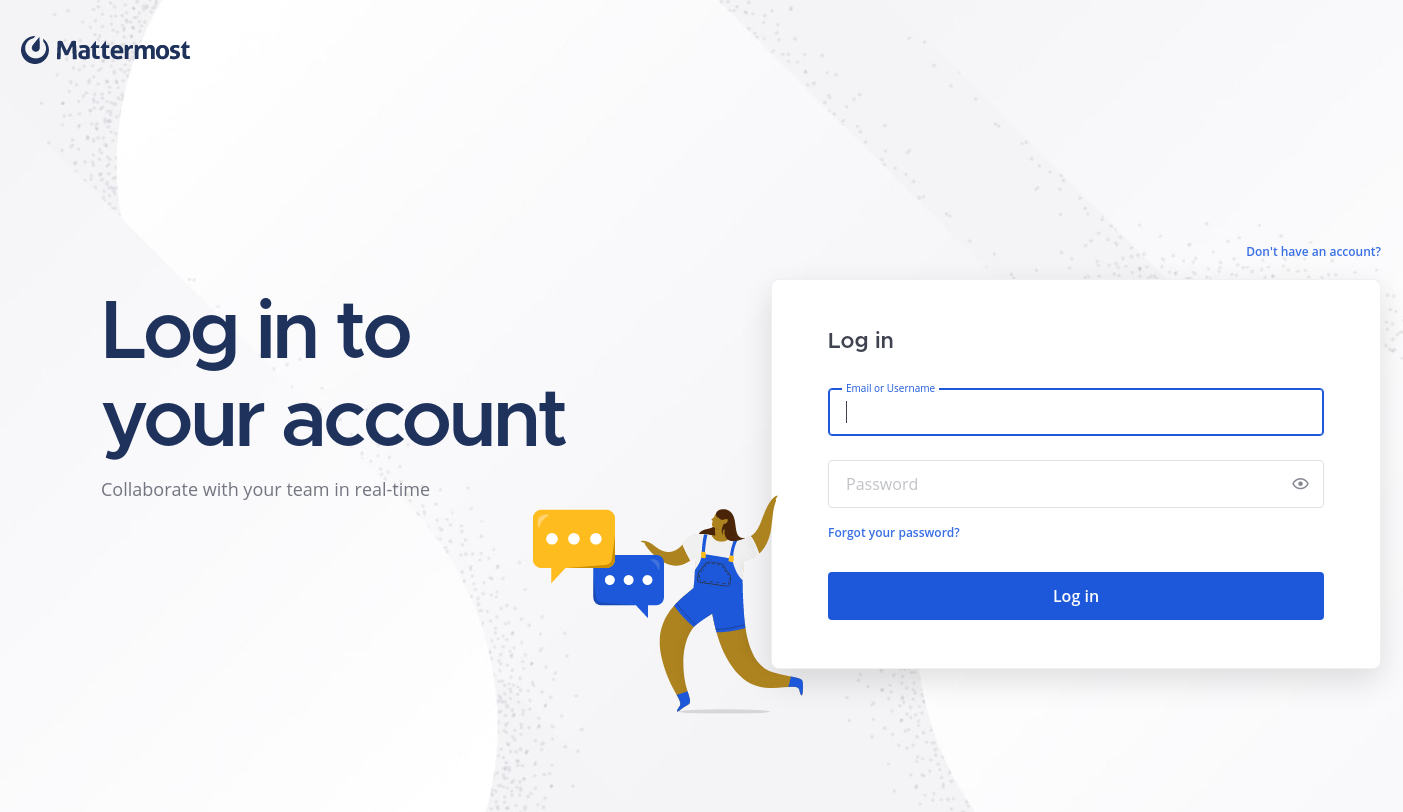 Mattermost
Don't have an account?
Log in to
your account
Collaborate with your team in real-time
Log in
Email or Username
Password
Forgot your password?
Log in